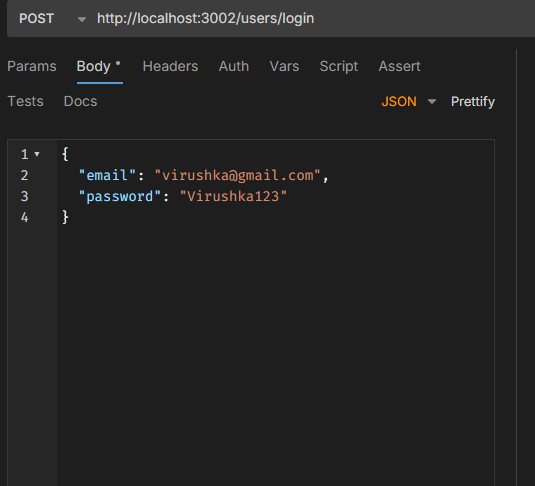 POST http://localhost:3002/users/login
Params Body Headers Auth Vars Script Assert
Tests Docs JSON Prettify
1 {
2 "email": "virushka@gmail.com",
3 "password": "Virushka123"
4 }